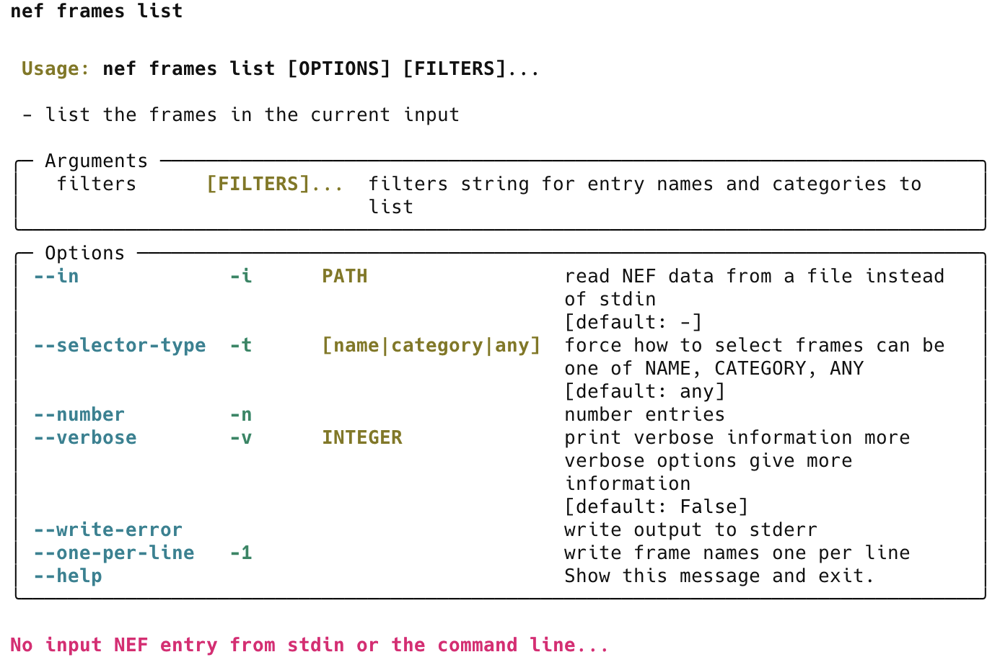 nef frames list
Usage: nef frames list [OPTIONS] [FILTERS]...
- list the frames in the current input
Arguments
filters [FILTERS]... filters string for entry names and categories to
list
Options
--in -i PATH read NEF data from a file instead
of stdin
[default: -]
--selector-type -t [name|category|any] force how to select frames can be
one of NAME, CATEGORY, ANY
[default: any]
--number -n number entries
--verbose -v INTEGER print verbose information more
verbose options give more
information
[default: False]
--write-error write output to stderr
--one-per-line -1 write frame names one per line
--help Show this message and exit.
No input NEF entry from stdin or the command line...